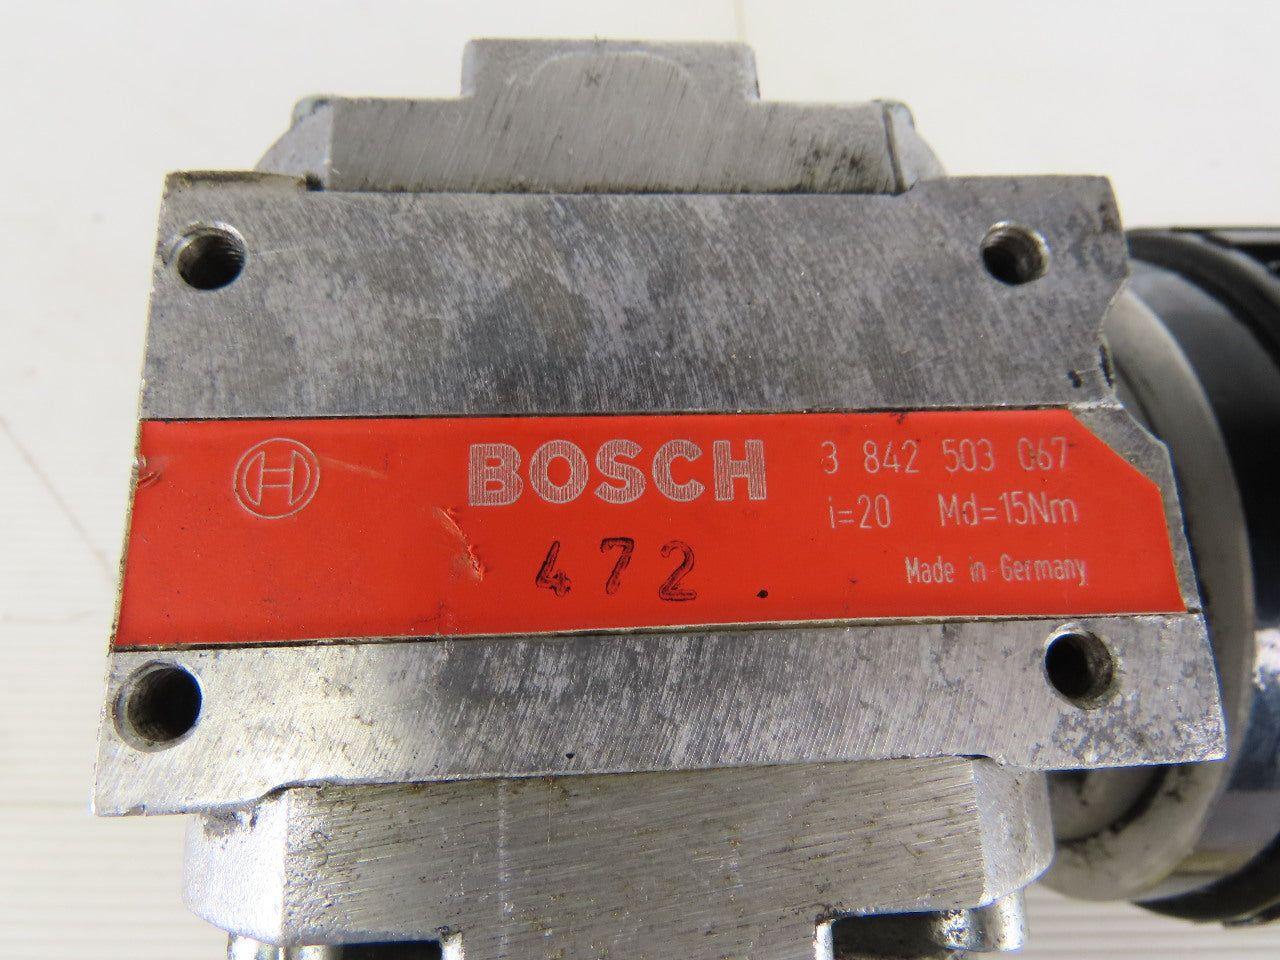 BOSCH 3 842 503 067
i=20 Md=15Nm
472.
Made in Germany